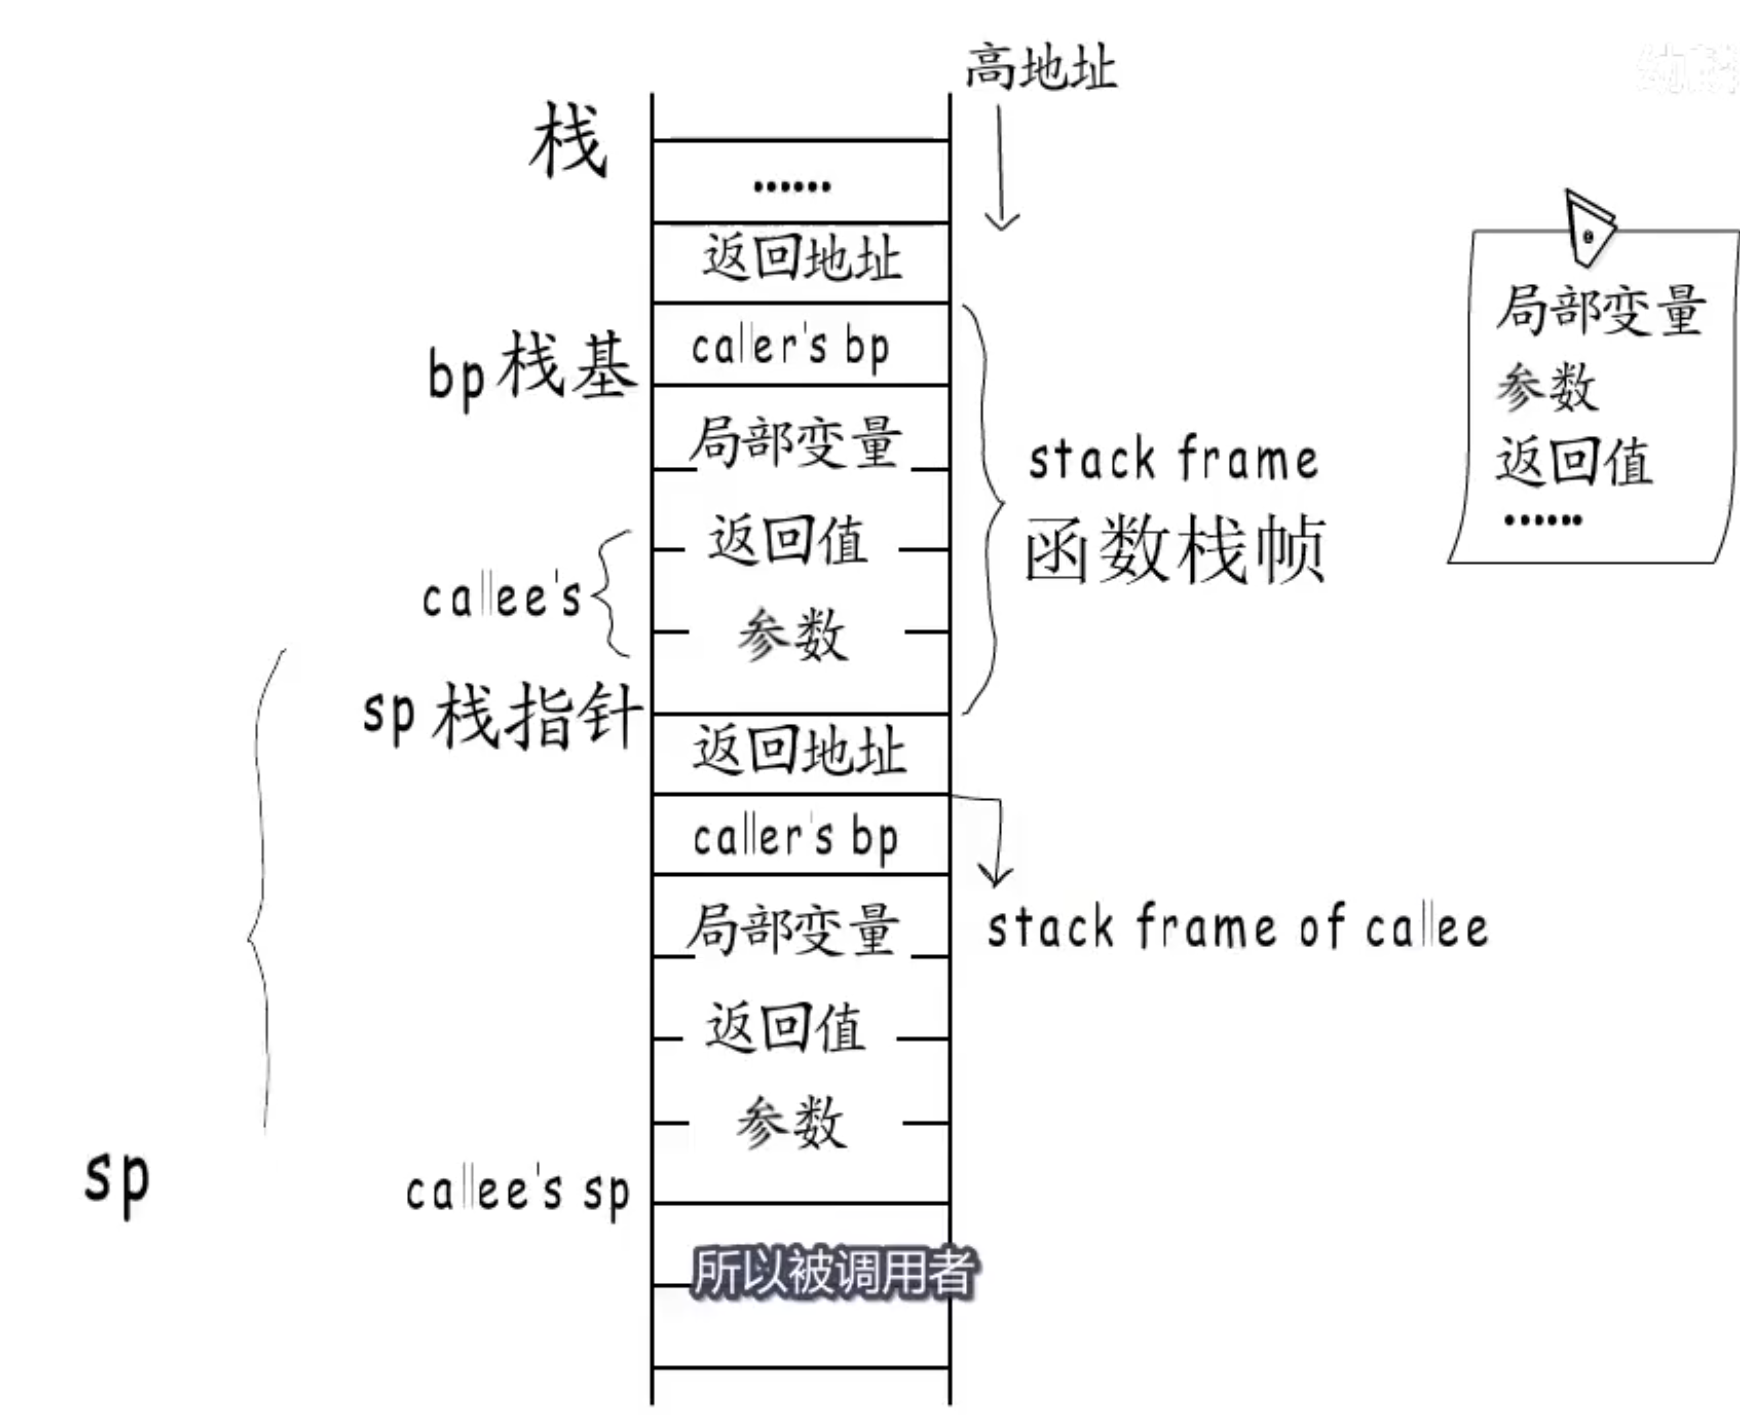 高地址
栈
......
返回地址
caller's bp
bp 栈基
局部变量
返回值
callee's
参数
sp 栈指针
stack frame
函数栈帧
局部变量
参数
返回值
......
返回地址
caller's bp
stack frame of callee
局部变量
返回值
参数
sp
callee's sp
所以被调用者